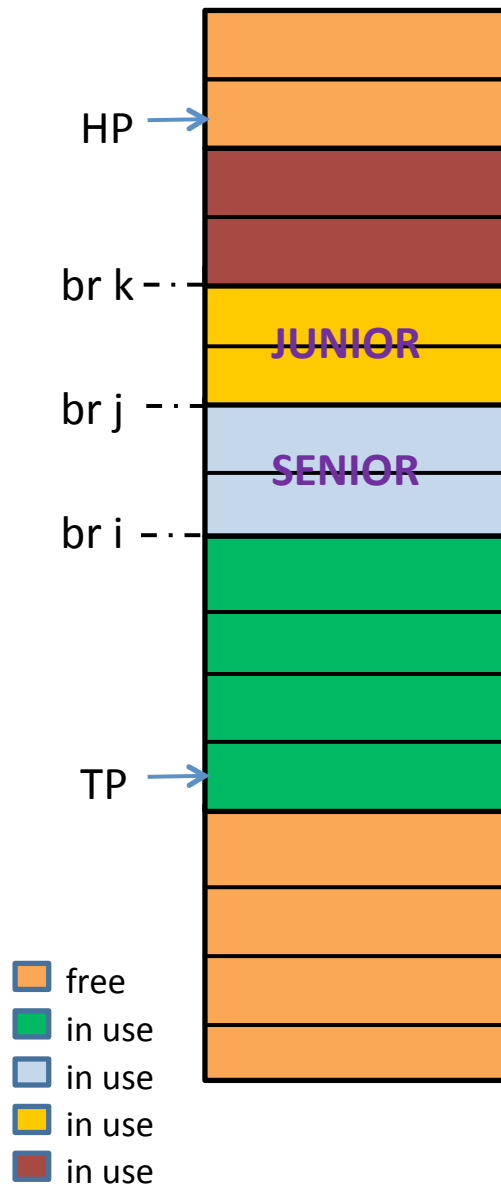 HP
br k
JUNIOR
br j
SENIOR
br i
TP
free
in use
in use
in use
in use